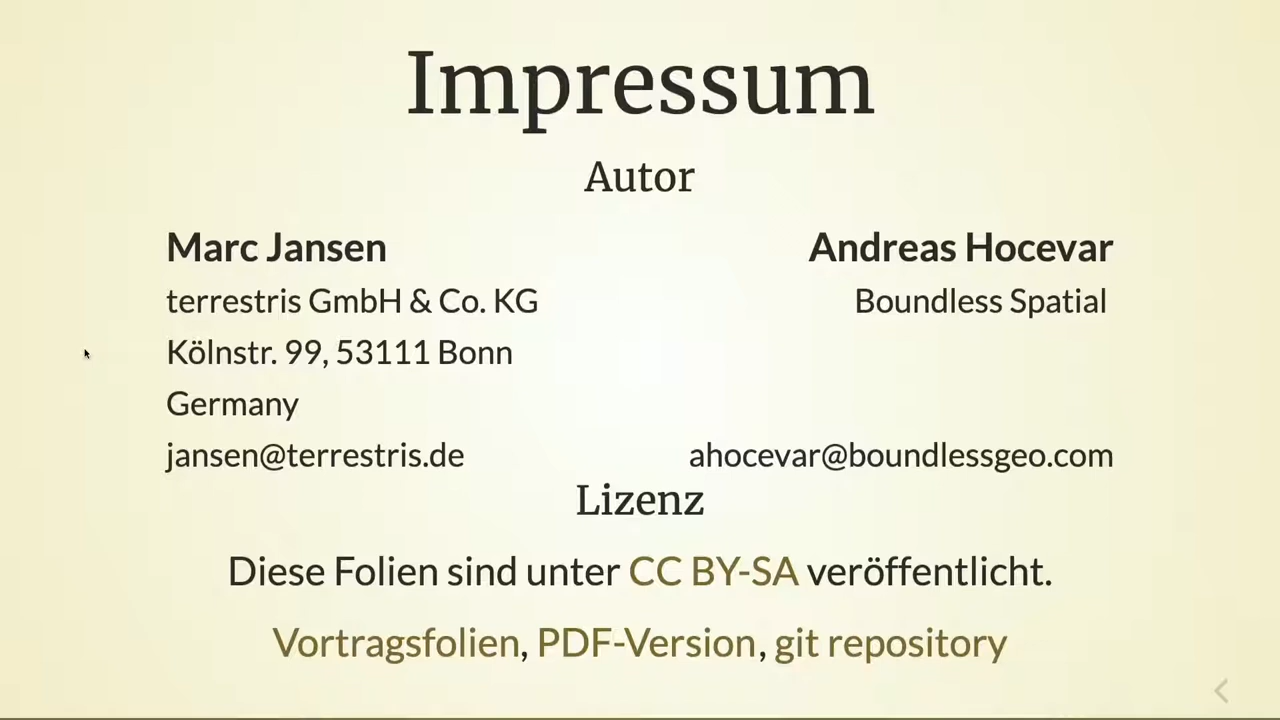 Impressum
Autor
Marc Jansen
terrestris GmbH & Co. KG
Kölnstr. 99, 53111 Bonn
Germany
jansen@terrestris.de
Andreas Hocevar
Boundless Spatial
ahocevar@boundlessgeo.com
Lizenz
Diese Folien sind unter CC BY-SA veröffentlicht.
Vortragsfolien, PDF-Version, git repository